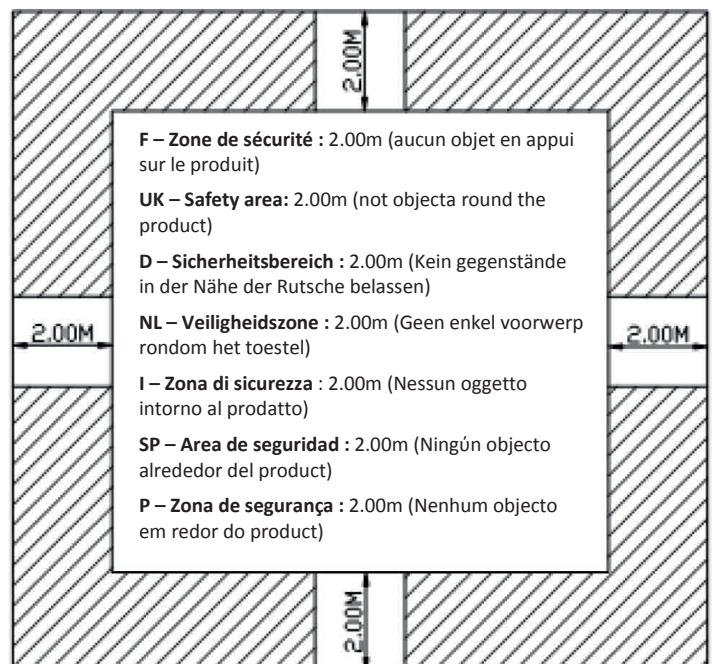 2.00M
F – Zone de sécurité : 2.00m (aucun objet en appui
sur le produit)
UK – Safety area: 2.00m (not objecta round the
product)
D – Sicherheitsbereich : 2.00m (Kein gegenstände
in der Nähe der Rutsche belassen)
NL – Veiligheidszone : 2.00m (Geen enkel voorwerp
rondom het toestel)
2.00M
2.00M
I – Zona di sicurezza : 2.00m (Nessun oggetto
intorno al prodatto)
SP – Area de seguridad : 2.00m (Ningún objecto
alrededor del product)
P – Zona de segurança : 2.00m (Nenhum objecto
em redor do product)
2.00M